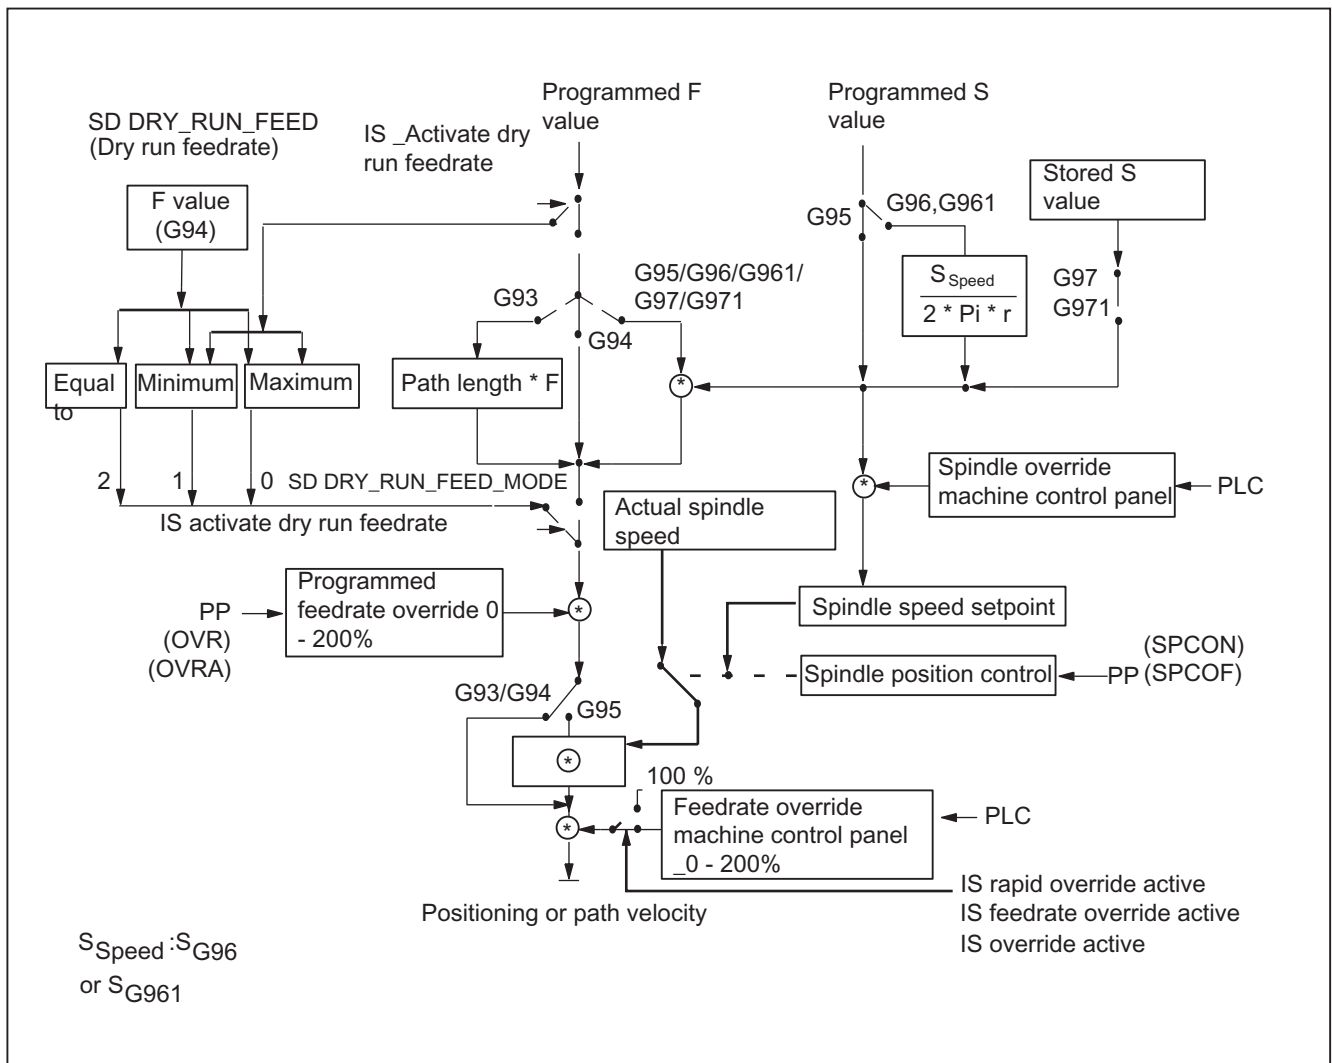 Programmed F
value
Programmed S
value
SD DRY_RUN_FEED
(Dry run feedrate)
IS _Activate dry
run feedrate
Stored S
value
F value
(G94)
G95
G96,G961
G93
G95/G96/G961/
G97/G971
G94
S Speed
2 * Pi * r
G97
G971
Equal
to
Minimum
Maximum
Path length * F
*
2
1
0
SD DRY_RUN_FEED_MODE
IS activate dry run feedrate
Actual spindle
speed
*
Spindle override
machine control panel
PLC
PP
(OVR)
(OVRA)
Programmed
feedrate override 0
- 200%
*
Spindle speed setpoint
Spindle position control
PP
(SPCON)
(SPCOF)
G93/G94
G95
*
100 %
*
Feedrate override
machine control panel
_0 - 200%
PLC
IS rapid override active
IS feedrate override active
IS override active
Positioning or path velocity
SSpeed :SG96
or SG961